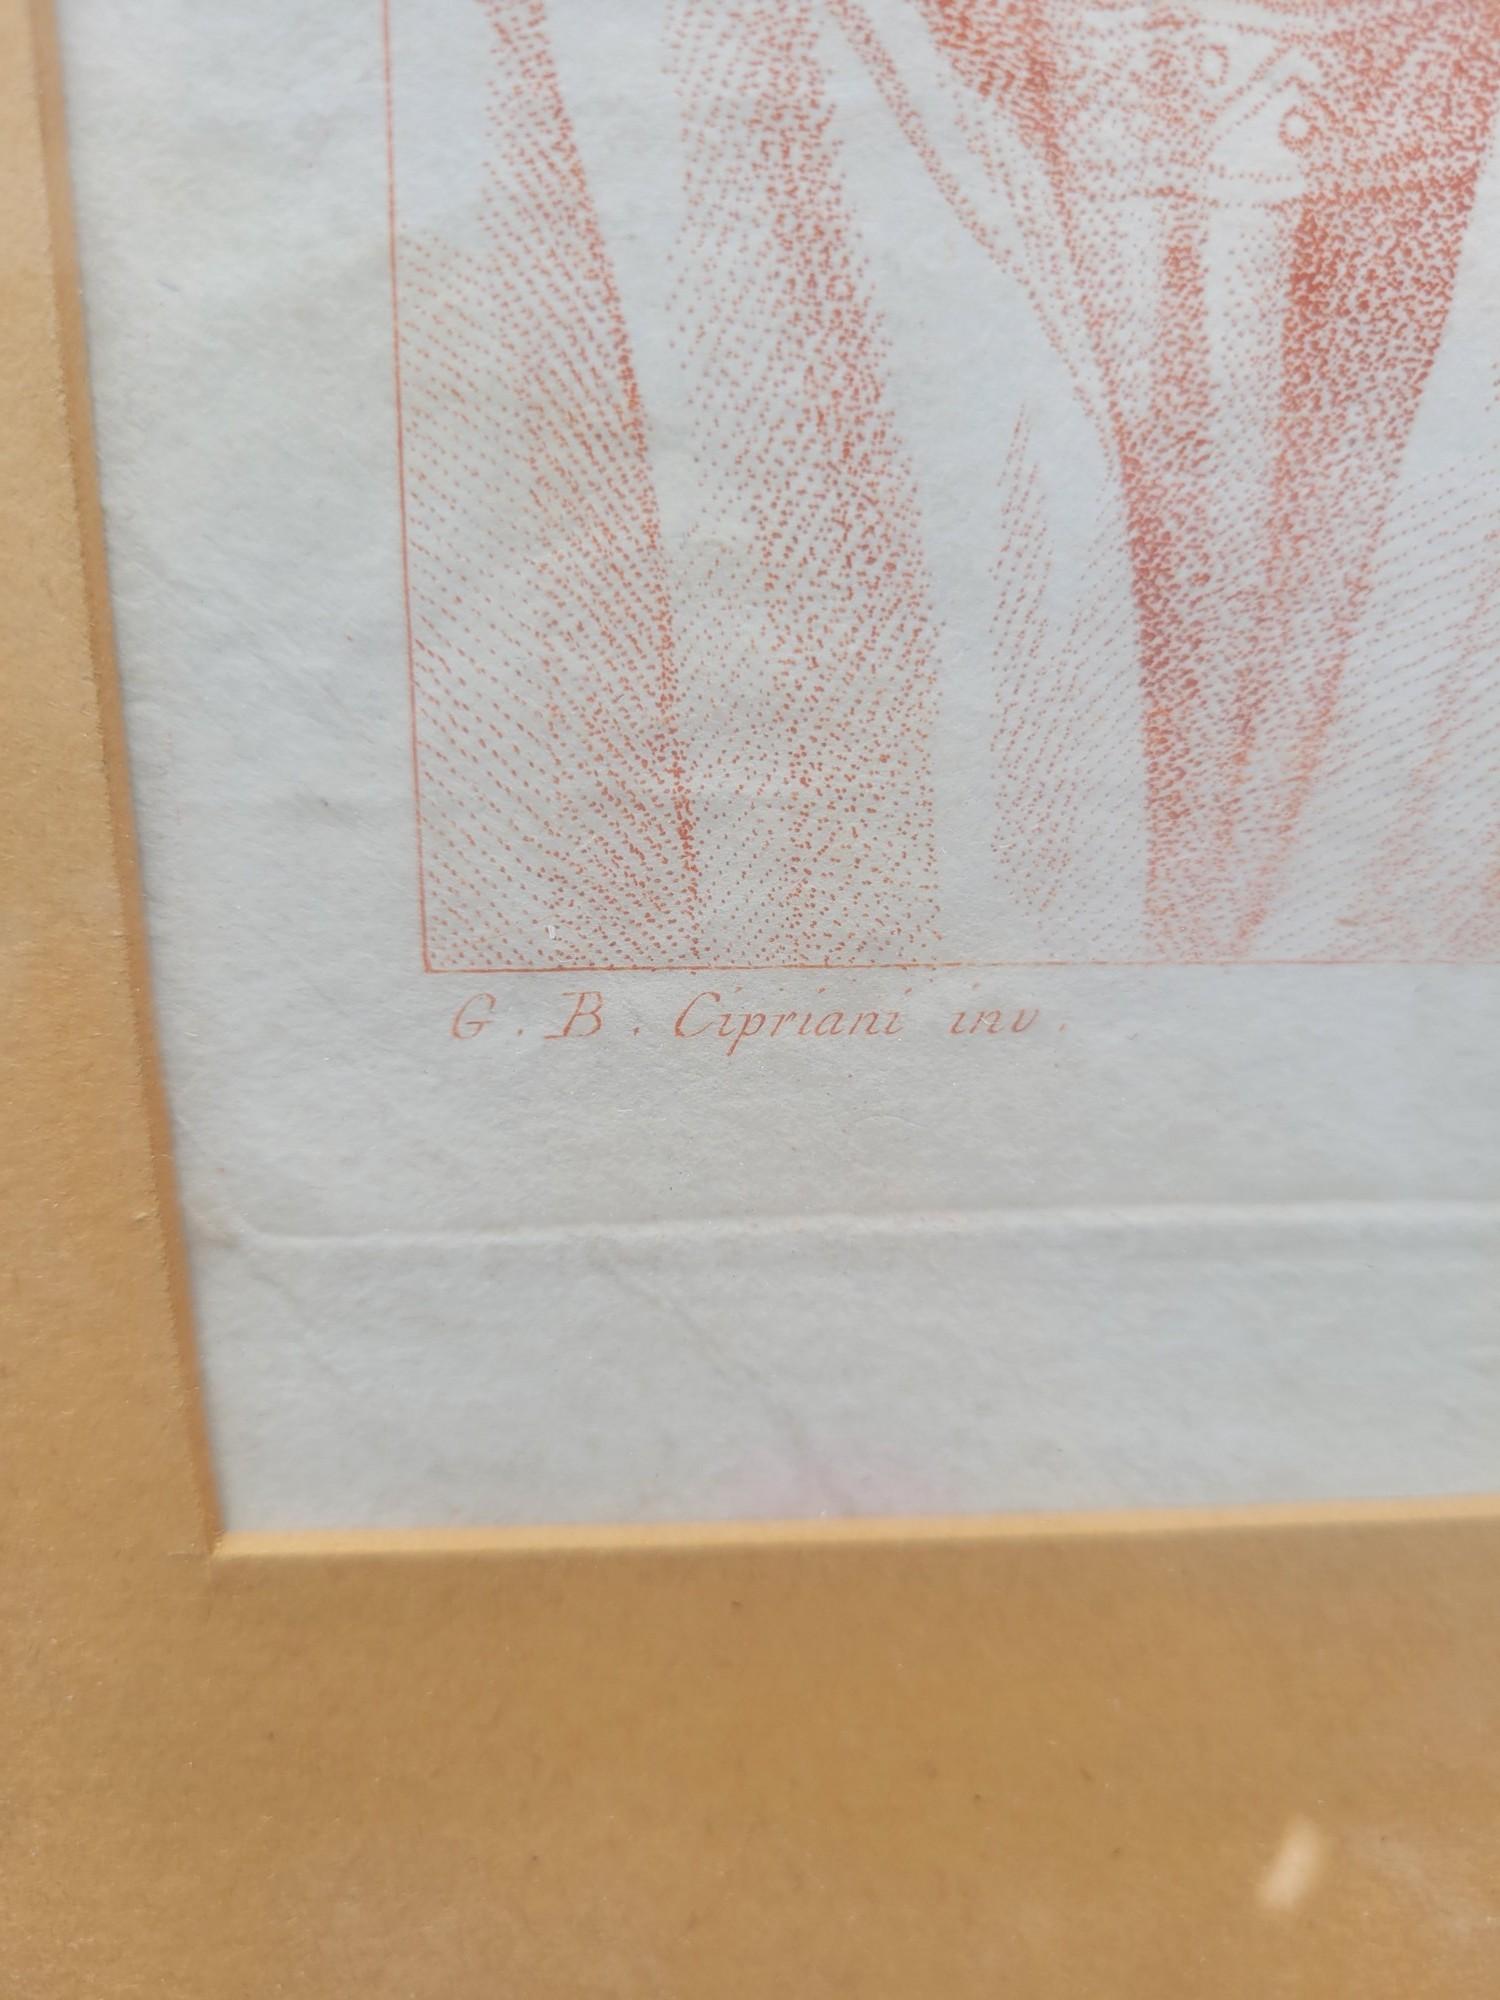 G. B. Cipriani inv.